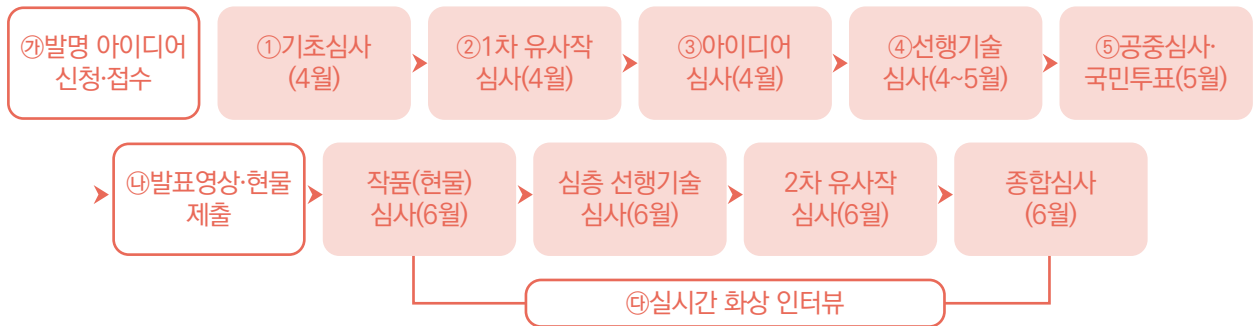 ㉮발명 아이디어
신청·접수
①기초심사
(4월)
②1차 유사작
심사(4월)
③아이디어
심사(4월)
④선행기술
심사(4~5월)
⑤공중심사·
국민투표(5월)
㉯발표영상·현물
제출
작품(현물)
심사(6월)
심층 선행기술
심사(6월)
2차 유사작
심사(6월)
종합심사
(6월)
㉰실시간 화상 인터뷰